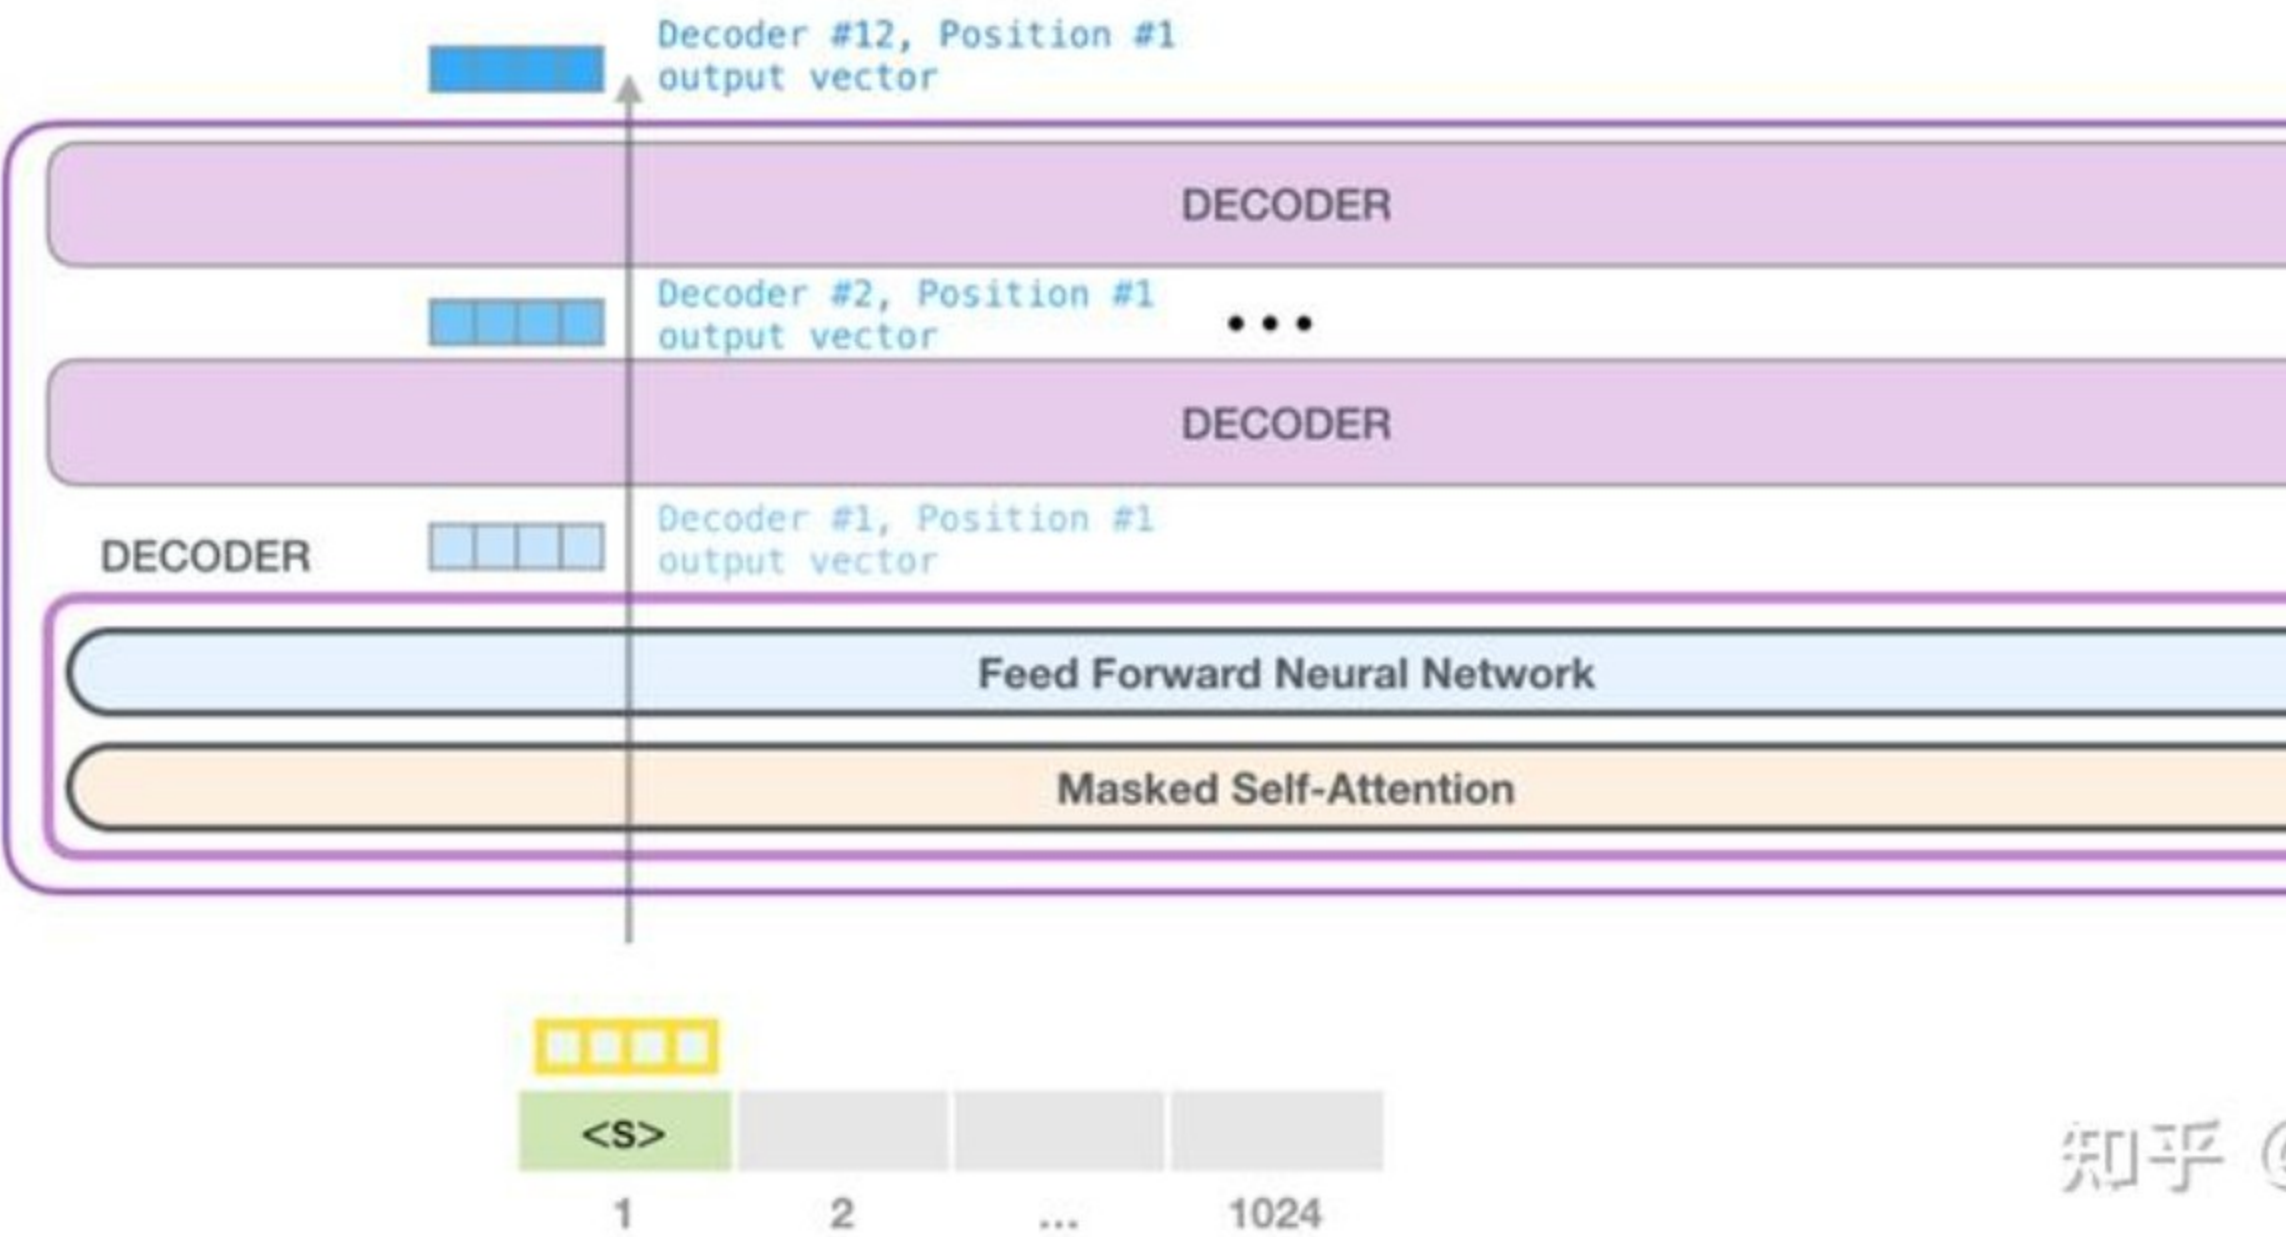 Decoder #12, Position #1
output vector
DECODER
Decoder #2, Position #1
output vector
...
DECODER
Decoder #1, Position #1
output vector
DECODER
Feed Forward Neural Network
Masked Self-Attention
<S>
1 2 ... 1024
知乎 @